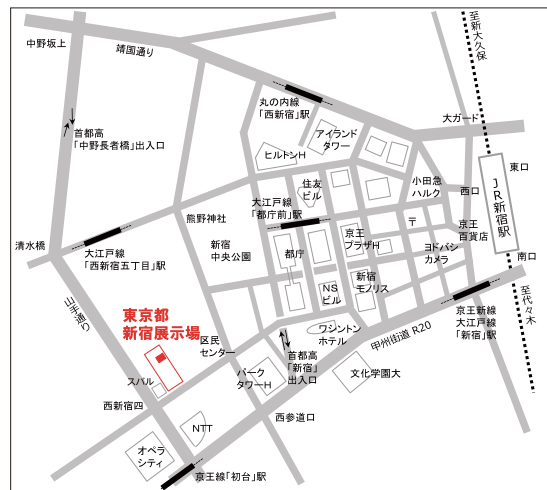 中野坂上
靖国通り
至新大久保
丸の内線
「西新宿」駅
大ガード
首都高
「中野長者橋」出入口
アイランド
タワー
ヒルトンH
東口
JR新宿駅
住友
ビル
小田急
ハルク
西口
熊野神社
大江戸線
「都庁前」駅
〒
京王
百貨店
清水橋
大江戸線
「西新宿五丁目」駅
新宿
中央公園
都庁
京王
プラザH
ヨドバシ
カメラ
南口
新宿
モノリス
NS
ビル
至代々木
山手通り
東京都
新宿展示場
区民
センター
ワシントン
ホテル
甲州街道 R20
京王新線
大江戸線
「新宿」駅
首都高
「新宿」
出入口
スバル
パーク
タワーH
文化学園大
西新宿四
西参道口
NTT
オペラ
シティ
京王線「初台」駅